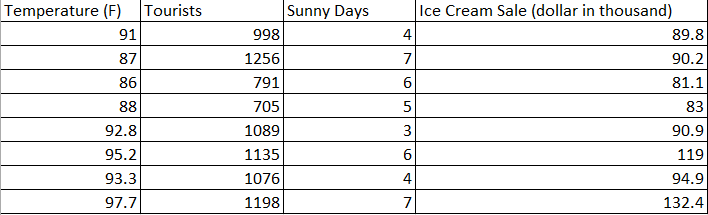 Temperature (F) Tourists Sunny Days Ice Cream Sale (dollar in thousand)
91 998 4 89.8
87 1256 7 90.2
86 791 6 81.1
88 705 5 83
92.8 1089 3 90.9
95.2 1135 6 119
93.3 1076 4 94.9
97.7 1198 7 132.4